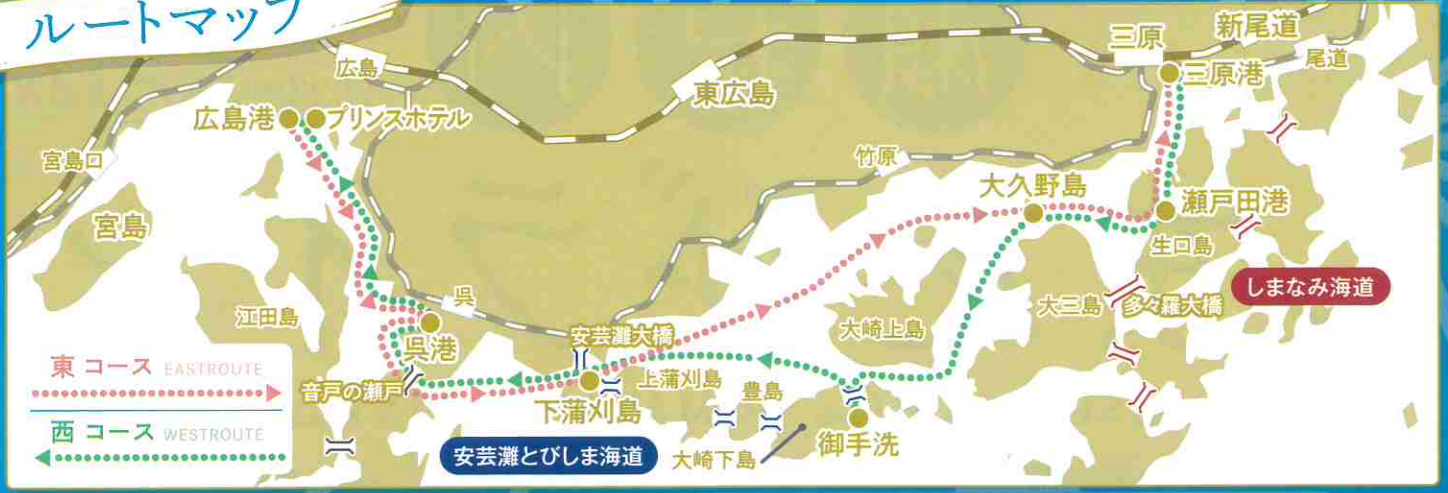 ルートマップ
広島
三原
新尾道
尾道
三原港
東広島
広島港
プリンスホテル
宮島口
竹原
大久野島
瀬戸田港
宮島
生口島
しまなみ海道
呉
江田島
大三島
多々羅大橋
呉港
安芸灘大橋
大崎上島
東 コース EASTROUTE
音戸の瀬戸
上蒲刈島
豊島
下蒲刈島
西 コース WESTROUTE
御手洗
安芸灘とびしま海道
大崎下島